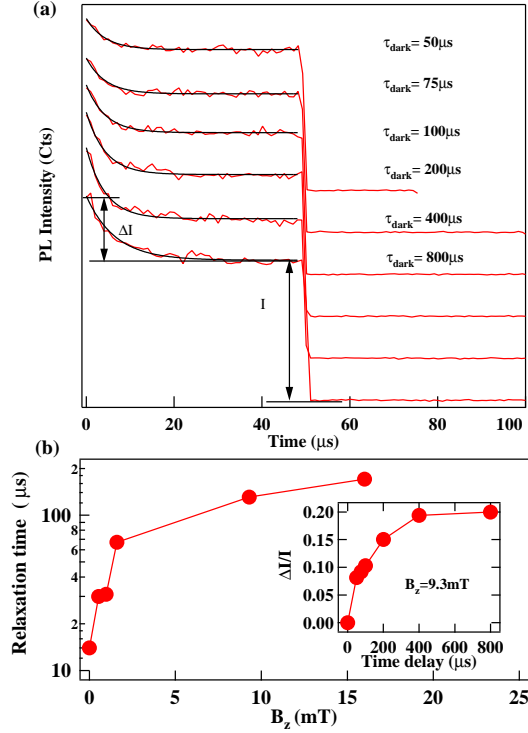 (a)
τdark= 50μs
τdark= 75μs
τdark= 100μs
τdark= 200μs
τdark= 400μs
τdark= 800μs
ΔI
I
PL Intensity (Cts)
0 20 40 60 80 100
Time (μs)
(b)
Relaxation time ( μs)
2
100
8
6
4
2
10
0 5 10 15 20 25
Bz (mT)
ΔI/I
0.20
0.15
0.10
0.05
0.00
Bz=9.3mT
0 200 400 600 800
Time delay (μs)